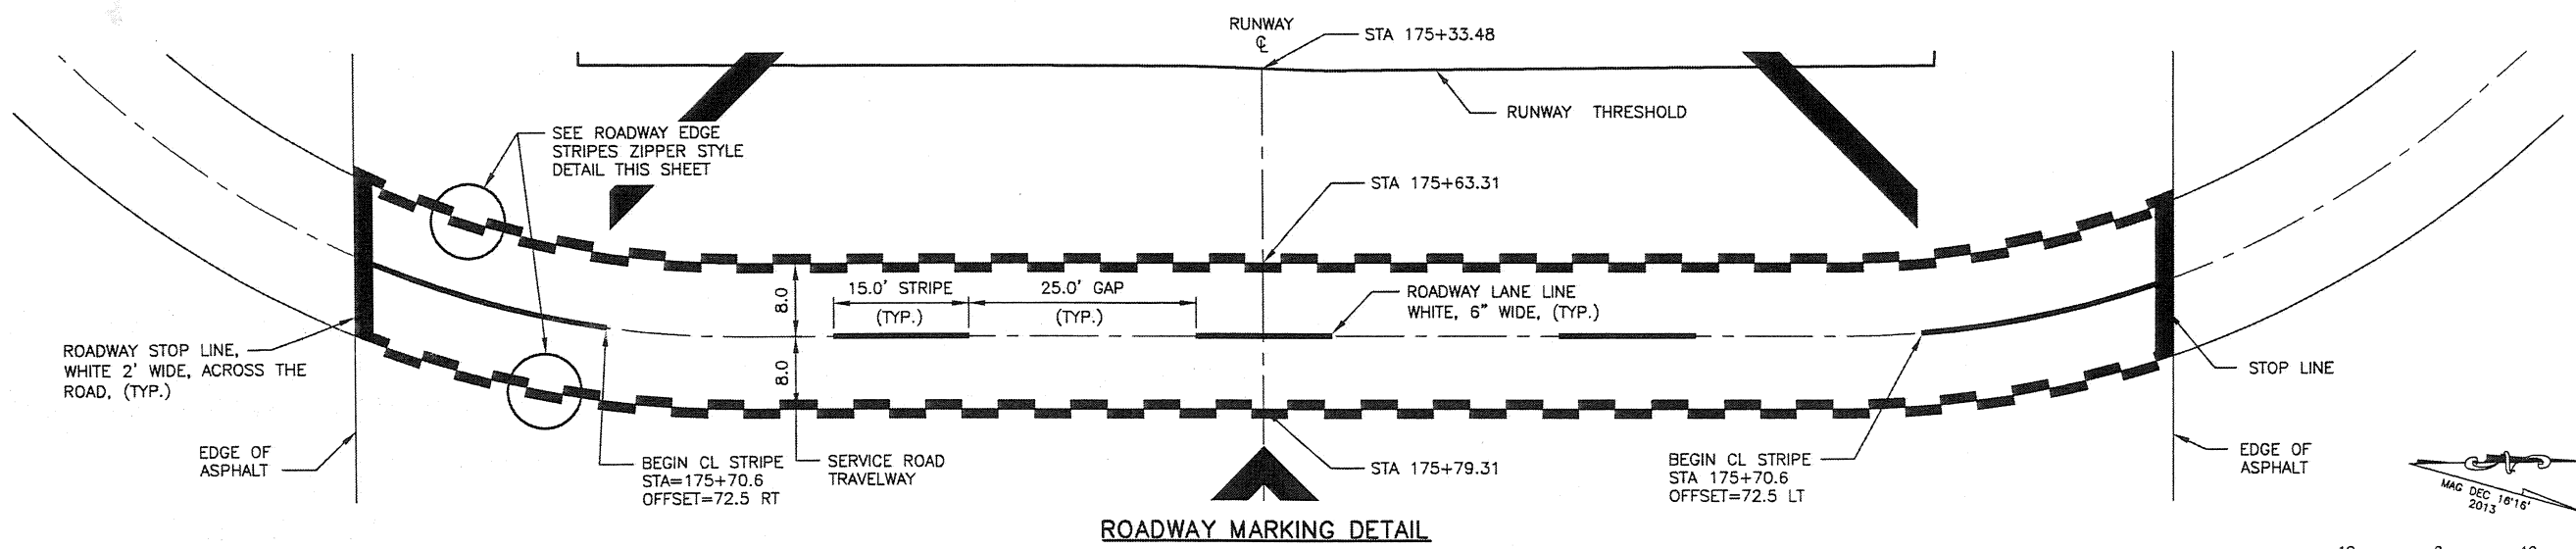 RUNWAY
℄
STA 175+33.48
RUNWAY THRESHOLD
SEE ROADWAY EDGE
STRIPES ZIPPER STYLE
DETAIL THIS SHEET
STA 175+63.31
8.0
15.0' STRIPE
(TYP.)
25.0' GAP
(TYP.)
ROADWAY LANE LINE
WHITE, 6" WIDE, (TYP.)
8.0
ROADWAY STOP LINE,
WHITE 2' WIDE, ACROSS THE
ROAD, (TYP.)
STOP LINE
EDGE OF
ASPHALT
BEGIN CL STRIPE
STA=175+70.6
OFFSET=72.5 RT
SERVICE ROAD
TRAVELWAY
STA 175+79.31
BEGIN CL STRIPE
STA 175+70.6
OFFSET=72.5 LT
EDGE OF
ASPHALT
MAG DEC 16°16'
2013
ROADWAY MARKING DETAIL